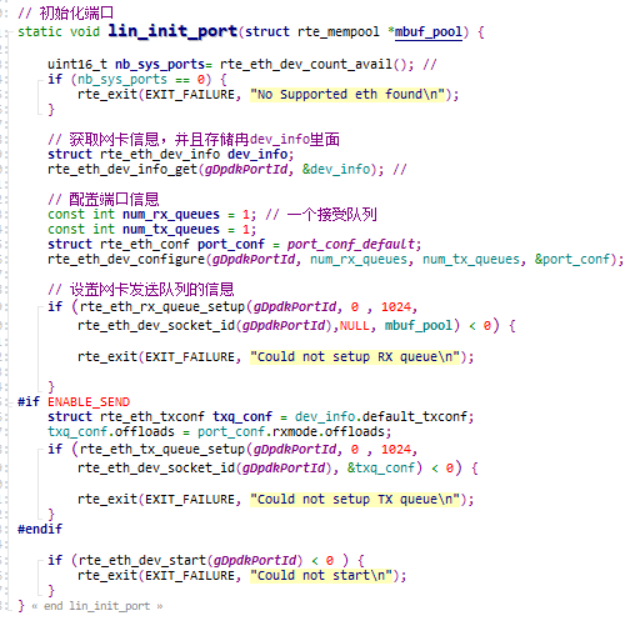 // 初始化端口
static void lin_init_port(struct rte_mempool *mbuf_pool) {
uint16_t nb_sys_ports= rte_eth_dev_count_avail(); //
if (nb_sys_ports == 0) {
rte_exit(EXIT_FAILURE, "No Supported eth found\n");
}
// 获取网卡信息，并且存储冉dev_info里面
struct rte_eth_dev_info dev_info;
rte_eth_dev_info_get(gDpdkPortId, &dev_info); //
// 配置端口信息
const int num_rx_queues = 1; // 一个接受队列
const int num_tx_queues = 1;
struct rte_eth_conf port_conf = port_conf_default;
rte_eth_dev_configure(gDpdkPortId, num_rx_queues, num_tx_queues, &port_conf);
// 设置网卡发送队列的信息
if (rte_eth_rx_queue_setup(gDpdkPortId, 0 , 1024,
rte_eth_dev_socket_id(gDpdkPortId),NULL, mbuf_pool) < 0) {
rte_exit(EXIT_FAILURE, "Could not setup RX queue\n");
}
#if ENABLE_SEND
struct rte_eth_txconf txq_conf = dev_info.default_txconf;
txq_conf.offloads = port_conf.rxmode.offloads;
if (rte_eth_tx_queue_setup(gDpdkPortId, 0 , 1024,
rte_eth_dev_socket_id(gDpdkPortId), &txq_conf) < 0) {
rte_exit(EXIT_FAILURE, "Could not setup TX queue\n");
}
#endif
if (rte_eth_dev_start(gDpdkPortId) < 0 ) {
rte_exit(EXIT_FAILURE, "Could not start\n");
}
} « end lin_init_port »